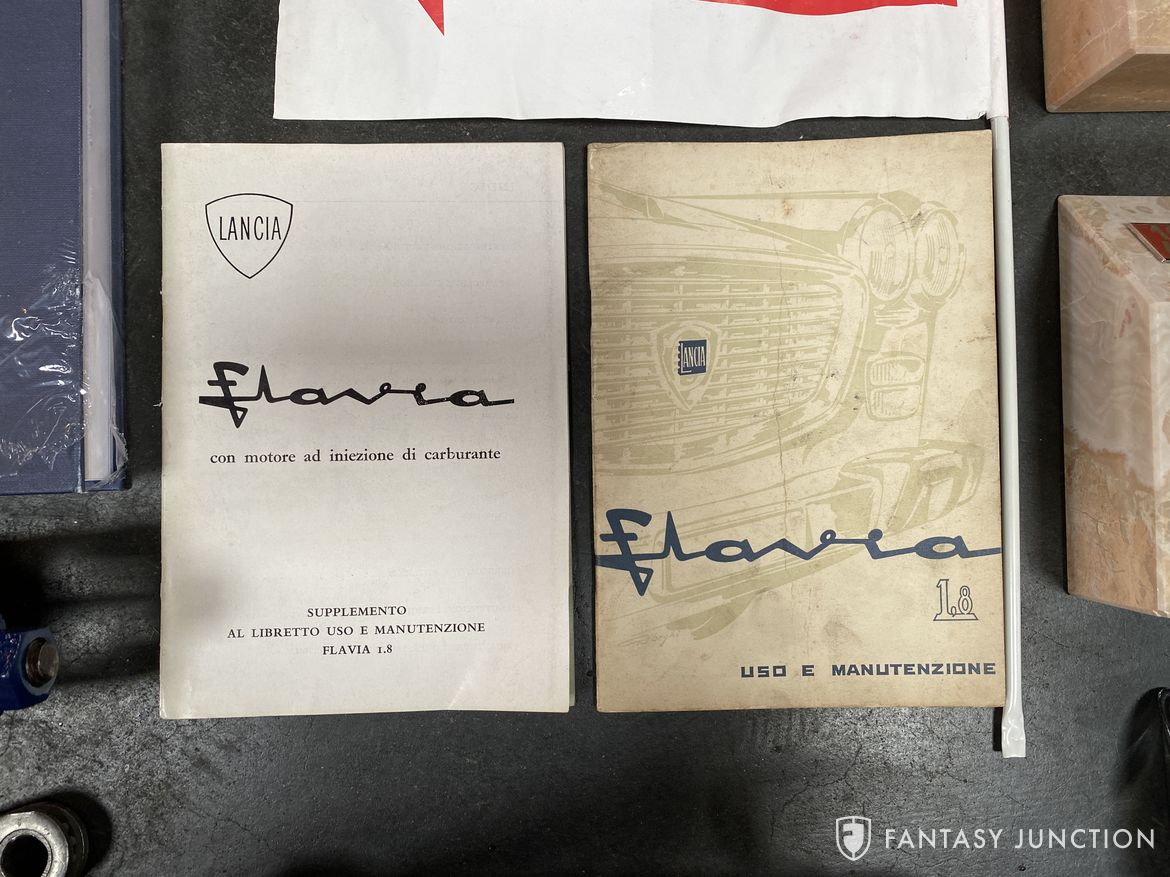 LANCIA
Flavia
con motore ad iniezione di carburante
SUPPLEMENTO
AL LIBRETTO USO E MANUTENZIONE
FLAVIA 1.8
LANCIA
Flavia
1.8
USO E MANUTENZIONE
FANTASY JUNCTION